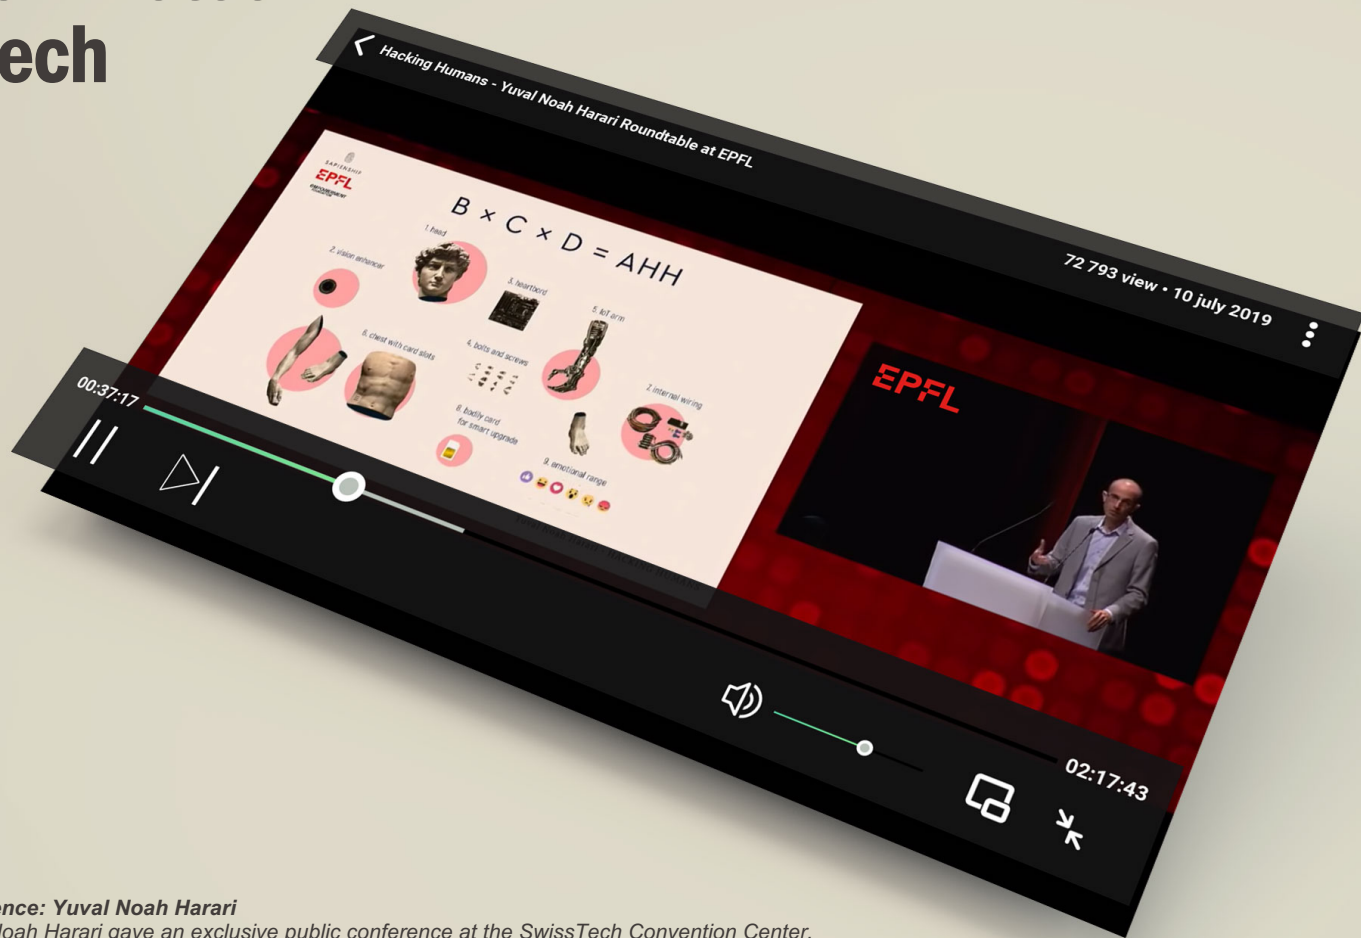 ech
Hacking Humans - Yuval Noah Harari Roundtable at EPFL
72 793 view • 10 july 2019
SAPIENSHIP
EPFL
B × C × D = AHH
1. head
2. vision enhancer
3. heartbord
5. IoT arm
6. chest with card slots
4. bolts and screws
7. internal wiring
8. bodily card
for smart upgrade
9. emotional range
EPFL
00:37:17
02:17:43
ence: Yuval Noah Harari
Noah Harari gave an exclusive public conference at the SwissTech Convention Center.